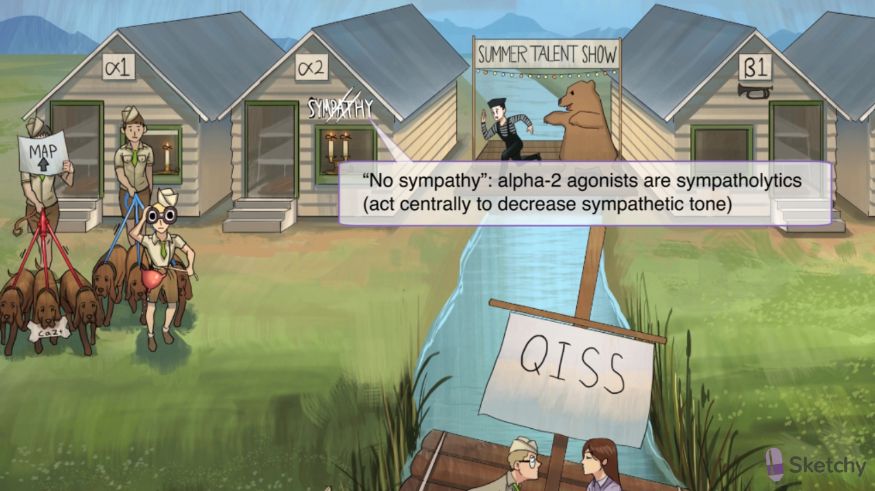 α1
α2
SYMPATHY
SUMMER TALENT SHOW
β1
MAP
"No sympathy": alpha-2 agonists are sympatholytics
(act centrally to decrease sympathetic tone)
Ca2+
QISS
Sketchy